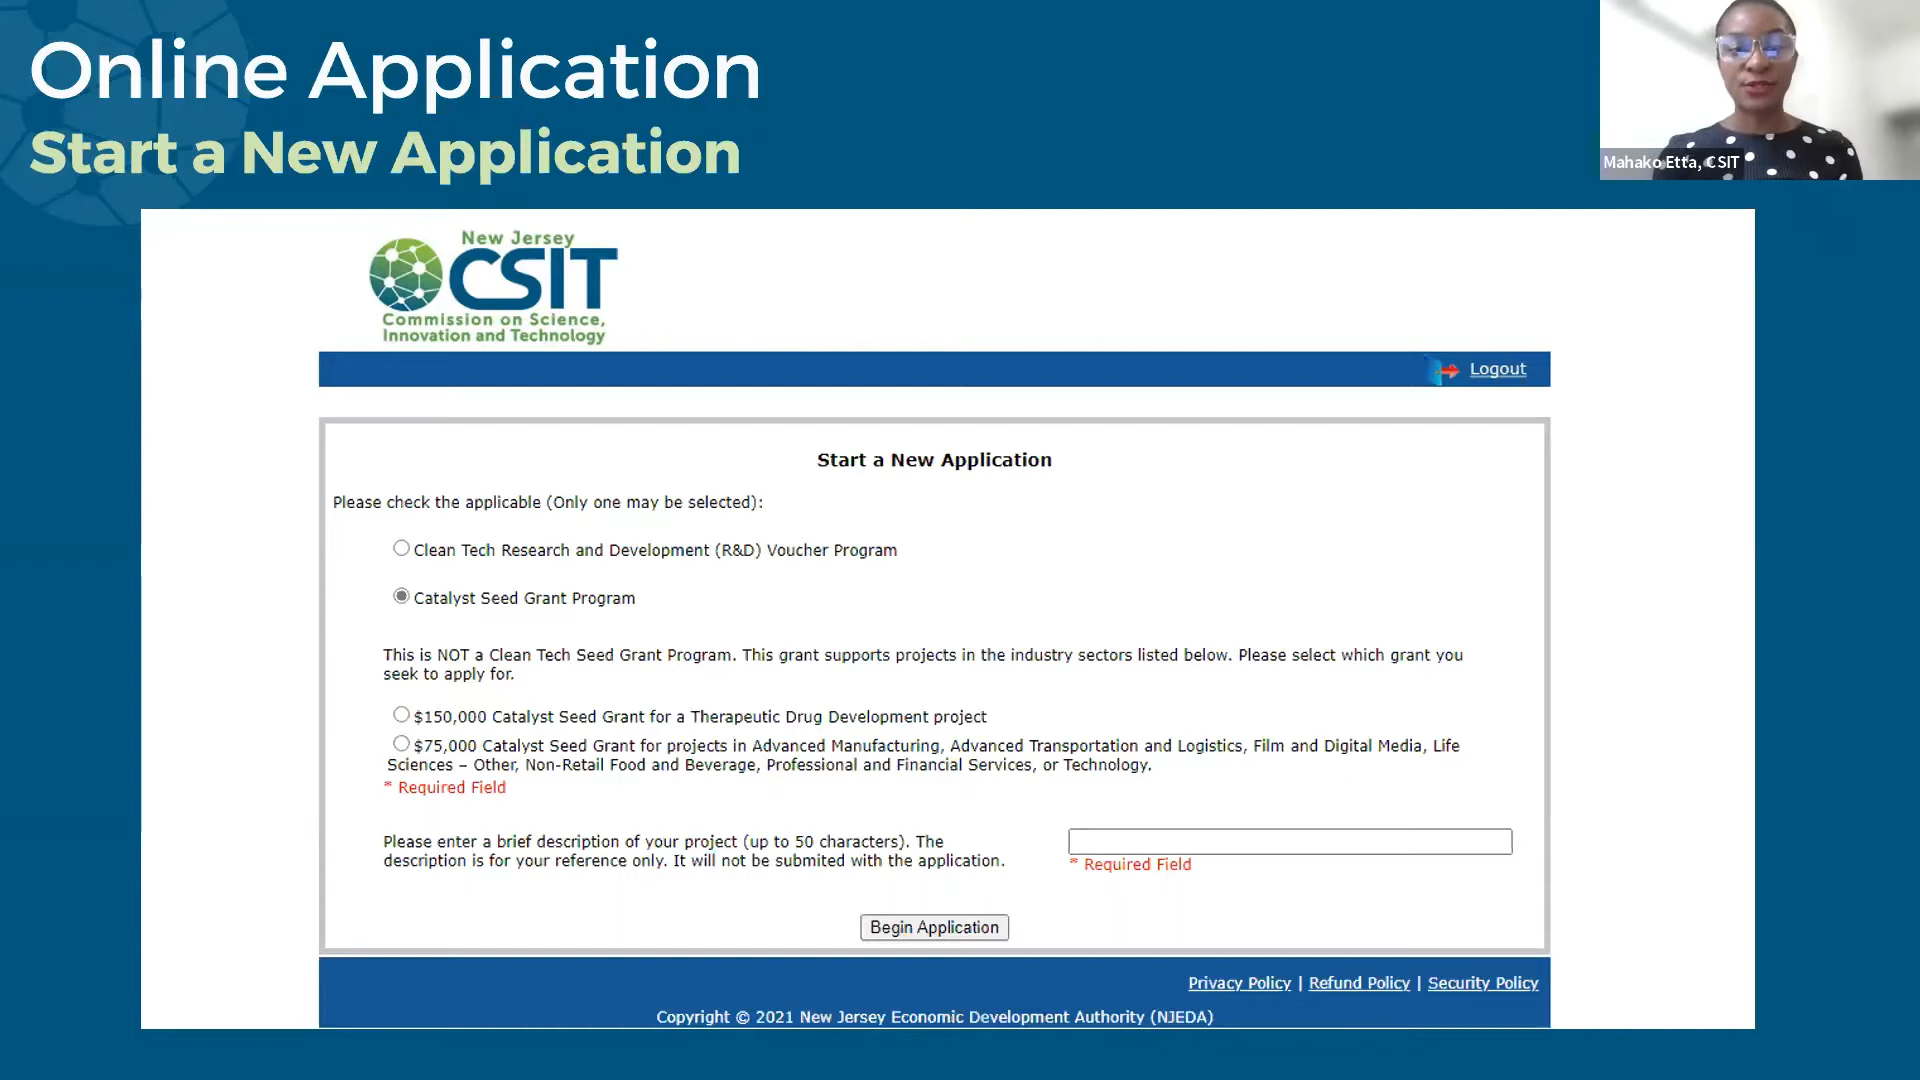 Online Application
Start a New Application
Mahako Etta, CSIT
New Jersey
CSIT
Commission on Science,
Innovation and Technology
Logout
Start a New Application
Please check the applicable (Only one may be selected):
Clean Tech Research and Development (R&D) Voucher Program
Catalyst Seed Grant Program
This is NOT a Clean Tech Seed Grant Program. This grant supports projects in the industry sectors listed below. Please select which grant you
seek to apply for.
$150,000 Catalyst Seed Grant for a Therapeutic Drug Development project
$75,000 Catalyst Seed Grant for projects in Advanced Manufacturing, Advanced Transportation and Logistics, Film and Digital Media, Life
Sciences – Other, Non-Retail Food and Beverage, Professional and Financial Services, or Technology.
* Required Field
Please enter a brief description of your project (up to 50 characters). The
description is for your reference only. It will not be submited with the application.
* Required Field
Begin Application
Privacy Policy | Refund Policy | Security Policy
Copyright © 2021 New Jersey Economic Development Authority (NJEDA)